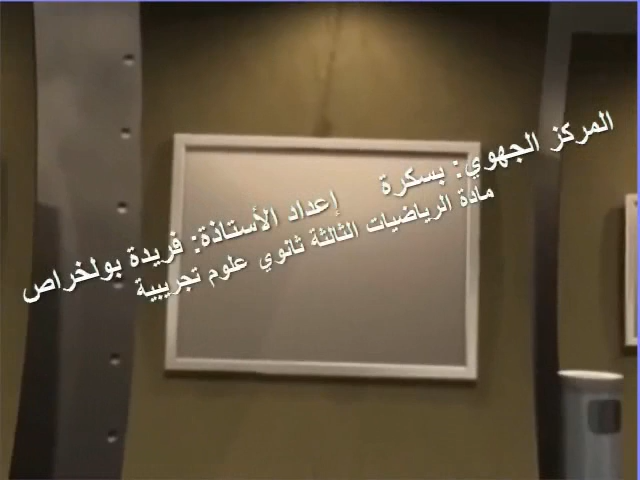 المركز الجهوي: بسكرة إعداد الأستاذة: فريدة بولخراص
مادة الرياضيات الثالثة ثانوي علوم تجريبية